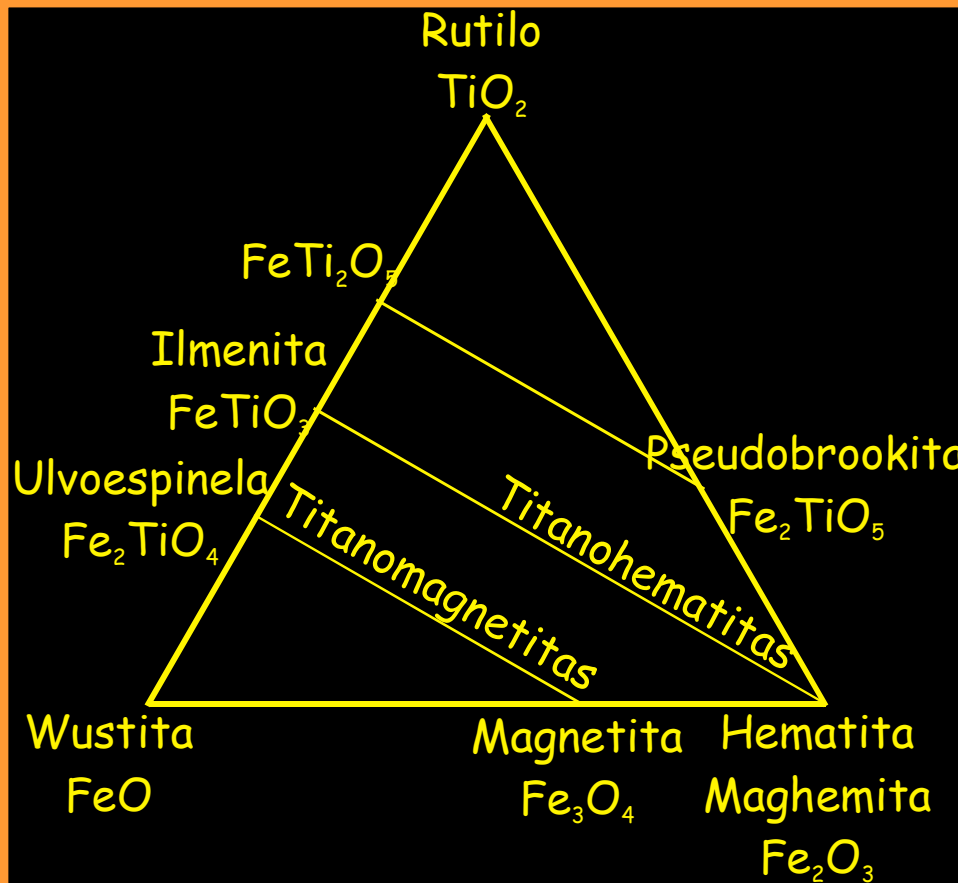 Rutilo
TiO₂
FeTi₂O₅
Ilmenita
FeTiO₃
Pseudobrookita
Fe₂TiO₅
Ulvoespinela
Fe₂TiO₄
Titanomagnetitas
Titanohematitas
Wustita
FeO
Magnetita
Fe₃O₄
Hematita
Maghemita
Fe₂O₃